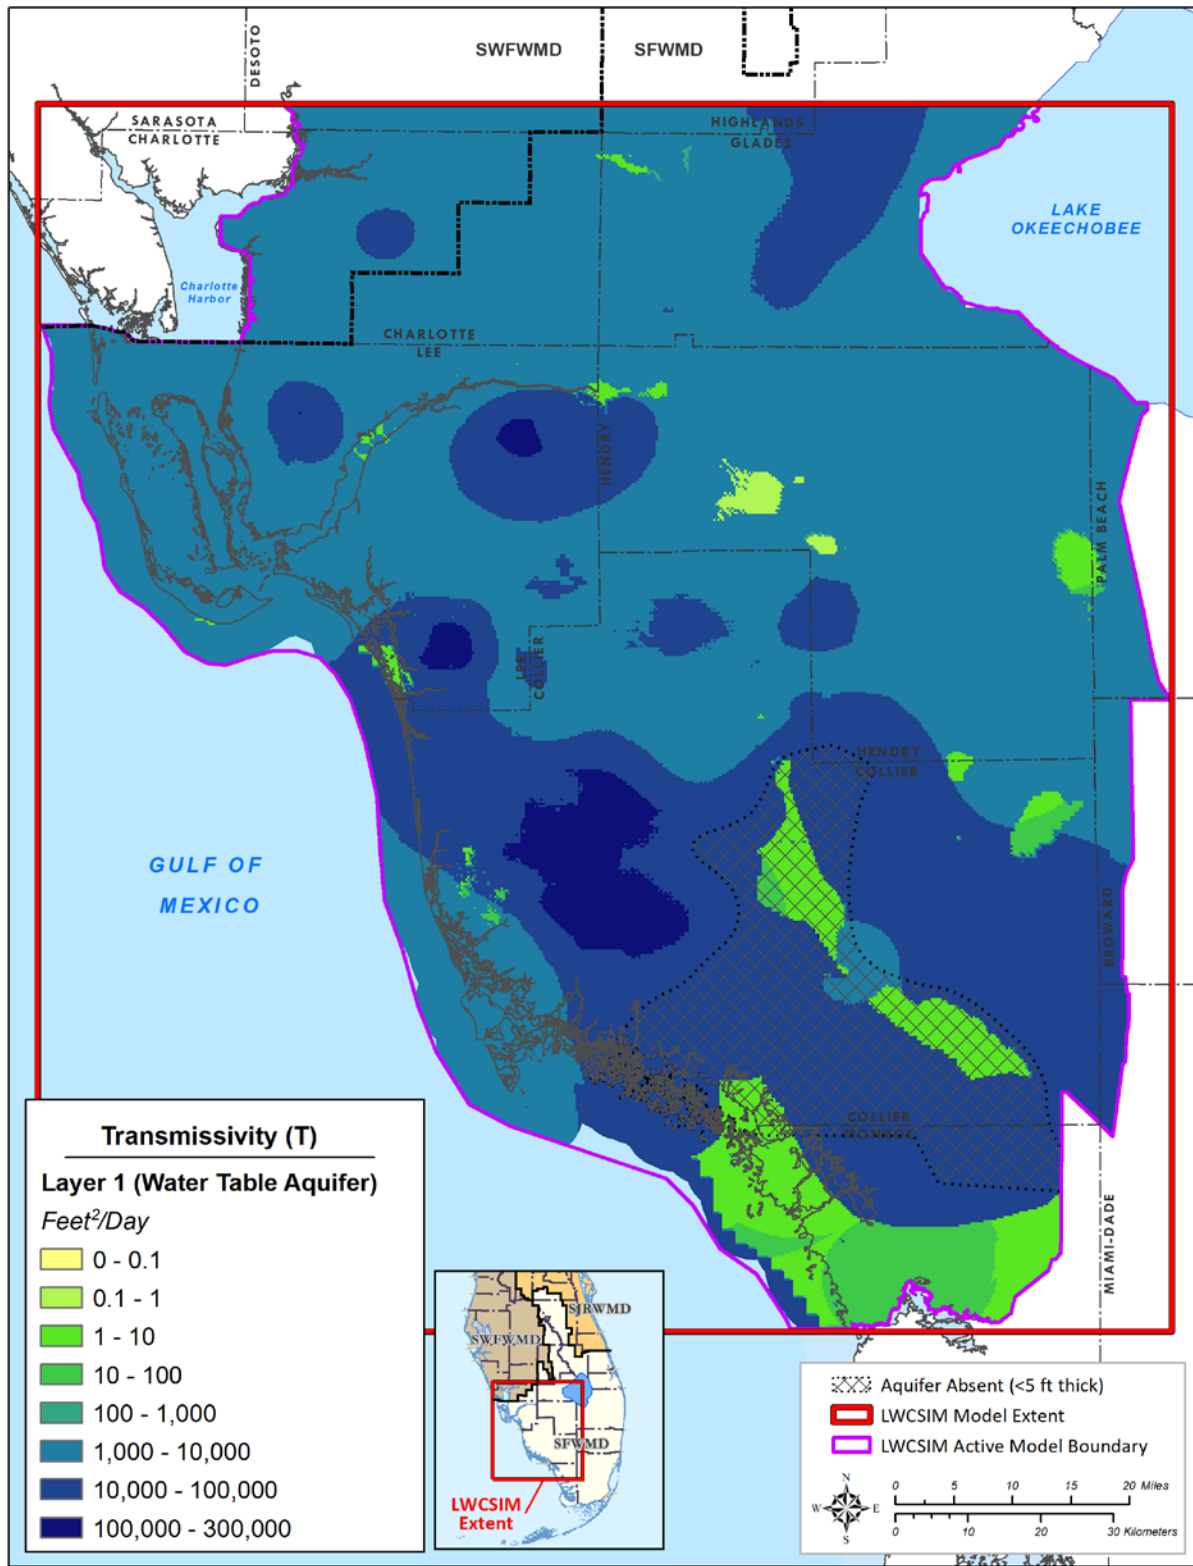 SWFWMD
SFWMD
DESOTO
SARASOTA
CHARLOTTE
HIGHLANDS
GLADES
LAKE
OKEECHOBEE
Charlotte
Harbor
CHARLOTTE
LEE
HENDRY
PALM BEACH
LEE
COLLIER
HENDRY
COLLIER
GULF OF
MEXICO
BROWARD
COLLIER
MONROE
MIAMI-DADE
Transmissivity (T)
Layer 1 (Water Table Aquifer)
Feet²/Day
0 - 0.1
0.1 - 1
1 - 10
10 - 100
100 - 1,000
1,000 - 10,000
10,000 - 100,000
100,000 - 300,000
SJRWMD
SWFWMD
SFWMD
LWCSIM
Extent
Aquifer Absent (<5 ft thick)
LWCSIM Model Extent
LWCSIM Active Model Boundary
N
W E
S
0 5 10 15 20 Miles
0 10 20 30 Kilometers